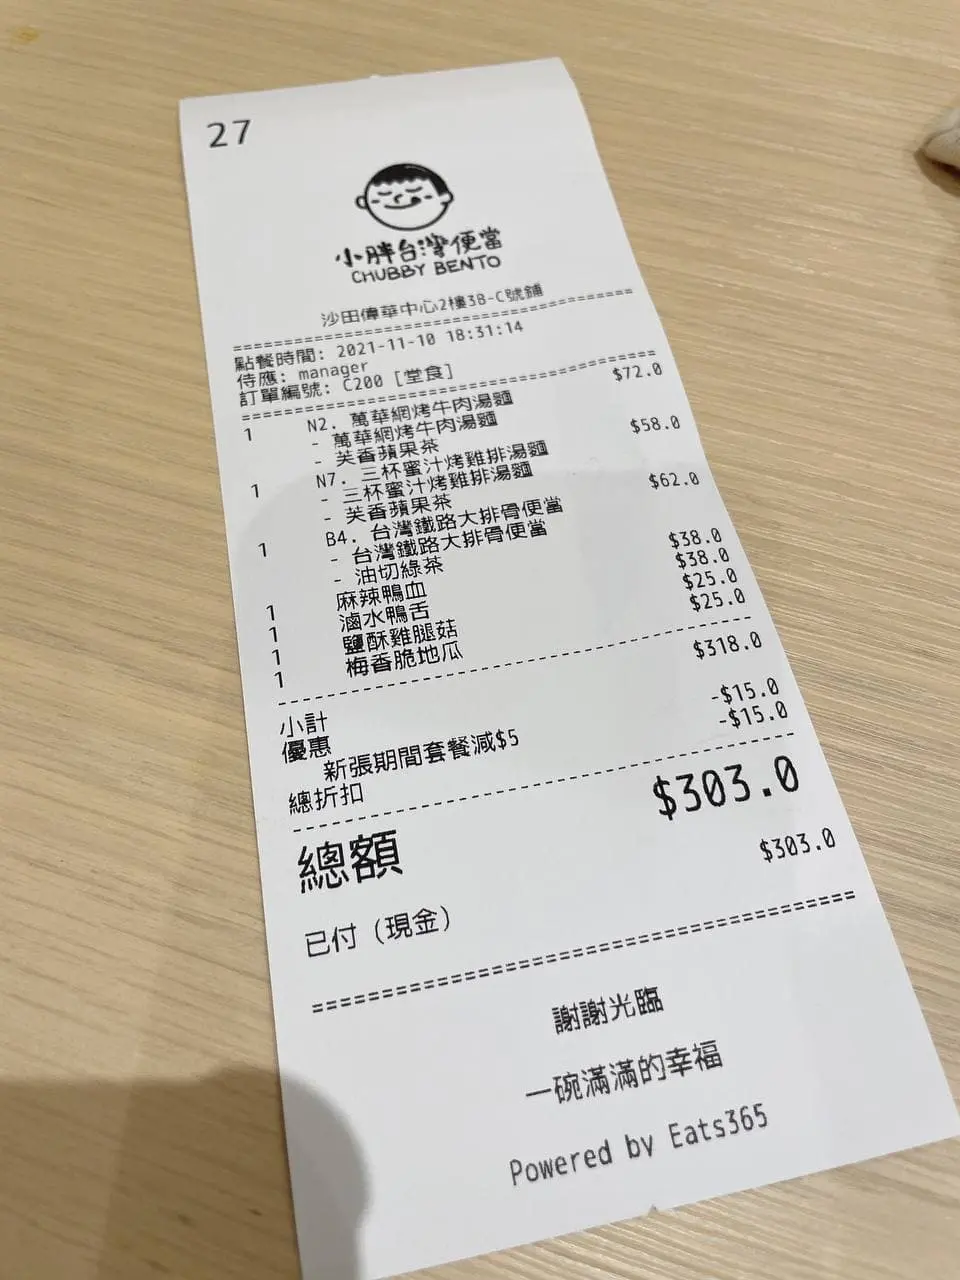 27
小胖台灣便當
CHUBBY BENTO
沙田偉華中心2樓3B-C號舖
點餐時間: 2021-11-10 18:31:14
侍應: manager
訂單編號: C200 [堂食]
1 N2. 萬華網烤牛肉湯麵 $72.0
- 萬華網烤牛肉湯麵
- 芙香蘋果茶
1 N7. 三杯蜜汁烤雞排湯麵 $58.0
- 三杯蜜汁烤雞排湯麵
- 芙香蘋果茶
1 B4. 台灣鐵路大排骨便當 $62.0
- 台灣鐵路大排骨便當
- 油切綠茶
1 麻辣鴨血 $38.0
1 滷水鴨舌 $38.0
1 鹽酥雞腿菇 $25.0
1 梅香脆地瓜 $25.0
小計 $318.0
優惠 -$15.0
新張期間套餐減$5
總折扣 -$15.0
總額 $303.0
已付 (現金) $303.0
謝謝光臨
一碗滿滿的幸福
Powered by Eats365